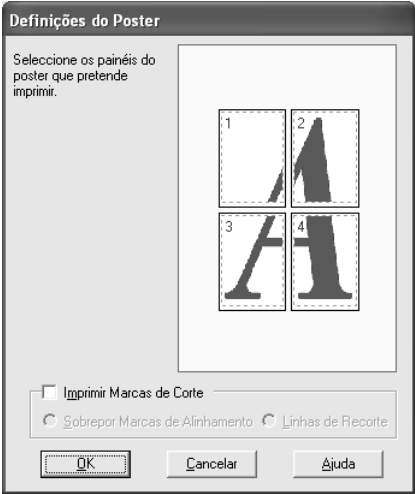 Definições do Poster
Seleccione os painéis do
poster que pretende
imprimir.
1 2
A
3 4
Imprimir Marcas de Corte
Sobrepor Marcas de Alinhamento Linhas de Recorte
OK Cancelar Ajuda